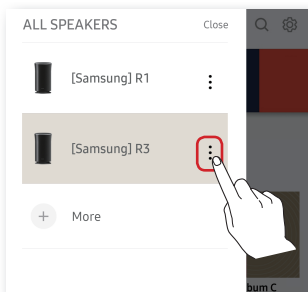 ALL SPEAKERS Close
[Samsung] R1
[Samsung] R3
More
bum C